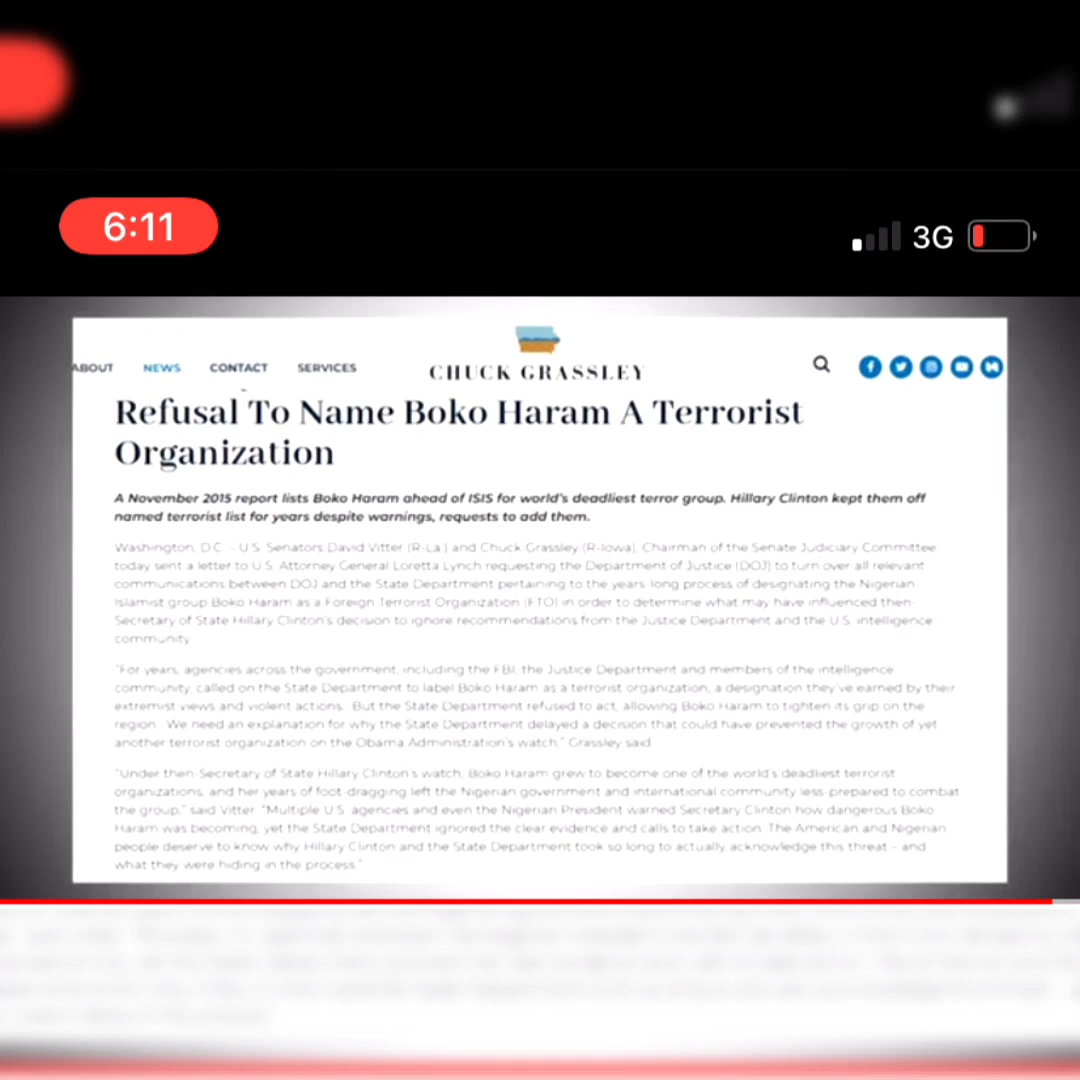 6:11
3G
ABOUT NEWS CONTACT SERVICES
CHUCK GRASSLEY
Refusal To Name Boko Haram A Terrorist
Organization
A November 2015 report lists Boko Haram ahead of ISIS for world's deadliest terror group. Hillary Clinton kept them off
named terrorist list for years despite warnings, requests to add them.
Washington, D.C. – U.S. Senators David Vitter (R-La.) and Chuck Grassley (R-Iowa), Chairman of the Senate Judiciary Committee,
today sent a letter to U.S. Attorney General Loretta Lynch requesting the Department of Justice (DOJ) to turn over all relevant
communications between DOJ and the State Department pertaining to the years long process of designating the Nigerian
Islamist group Boko Haram as a Foreign Terrorist Organization (FTO) in order to determine what may have influenced then-
Secretary of State Hillary Clinton's decision to ignore recommendations from the Justice Department and the U.S. intelligence
community.
"For years, agencies across the government, including the FBI, the Justice Department and members of the intelligence
community, called on the State Department to label Boko Haram as a terrorist organization, a designation they've earned by their
extremist views and violent actions. But the State Department refused to act, allowing Boko Haram to tighten its grip on the
region. We need an explanation for why the State Department delayed a decision that could have prevented the growth of yet
another terrorist organization on the Obama Administration's watch," Grassley said.
"Under then-Secretary of State Hillary Clinton's watch, Boko Haram grew to become one of the world's deadliest terrorist
organizations, and her years of foot-dragging left the Nigerian government and international community less prepared to combat
the group," said Vitter. "Multiple U.S. agencies and even the Nigerian President warned Secretary Clinton how dangerous Boko
Haram was becoming, yet the State Department ignored the clear evidence and calls to take action. The American and Nigerian
people deserve to know why Hillary Clinton and the State Department took so long to actually acknowledge this threat – and
what they were hiding in the process."